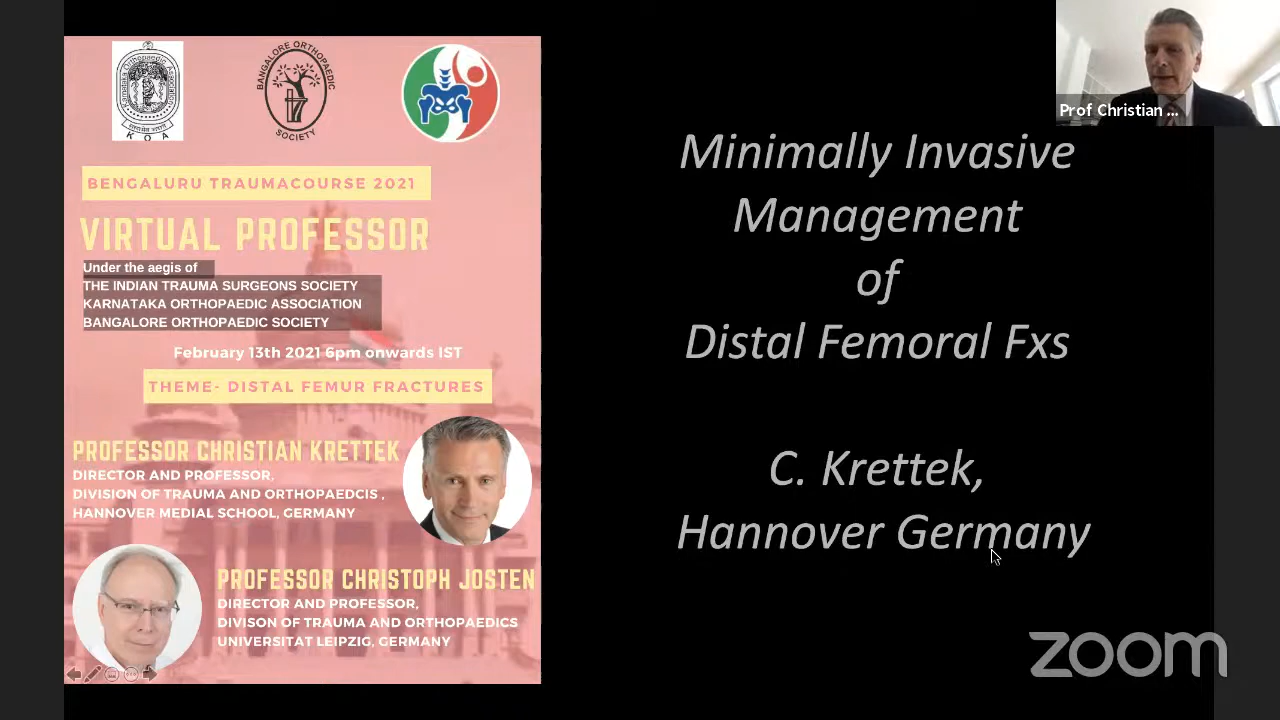 KOA
BANGALORE ORTHOPAEDIC
SOCIETY
BENGALURU TRAUMACOURSE 2021
VIRTUAL PROFESSOR
Under the aegis of
THE INDIAN TRAUMA SURGEONS SOCIETY
KARNATAKA ORTHOPAEDIC ASSOCIATION
BANGALORE ORTHOPAEDIC SOCIETY
February 13th 2021 6pm onwards IST
THEME- DISTAL FEMUR FRACTURES
PROFESSOR CHRISTIAN KRETTEK
DIRECTOR AND PROFESSOR,
DIVISION OF TRAUMA AND ORTHOPAEDCIS ,
HANNOVER MEDIAL SCHOOL, GERMANY
PROFESSOR CHRISTOPH JOSTEN
DIRECTOR AND PROFESSOR,
DIVISON OF TRAUMA AND ORTHOPAEDICS
UNIVERSITAT LEIPZIG, GERMANY
Minimally Invasive
Management
of
Distal Femoral Fxs
C. Krettek,
Hannover Germany
Prof Christian ...
zoom